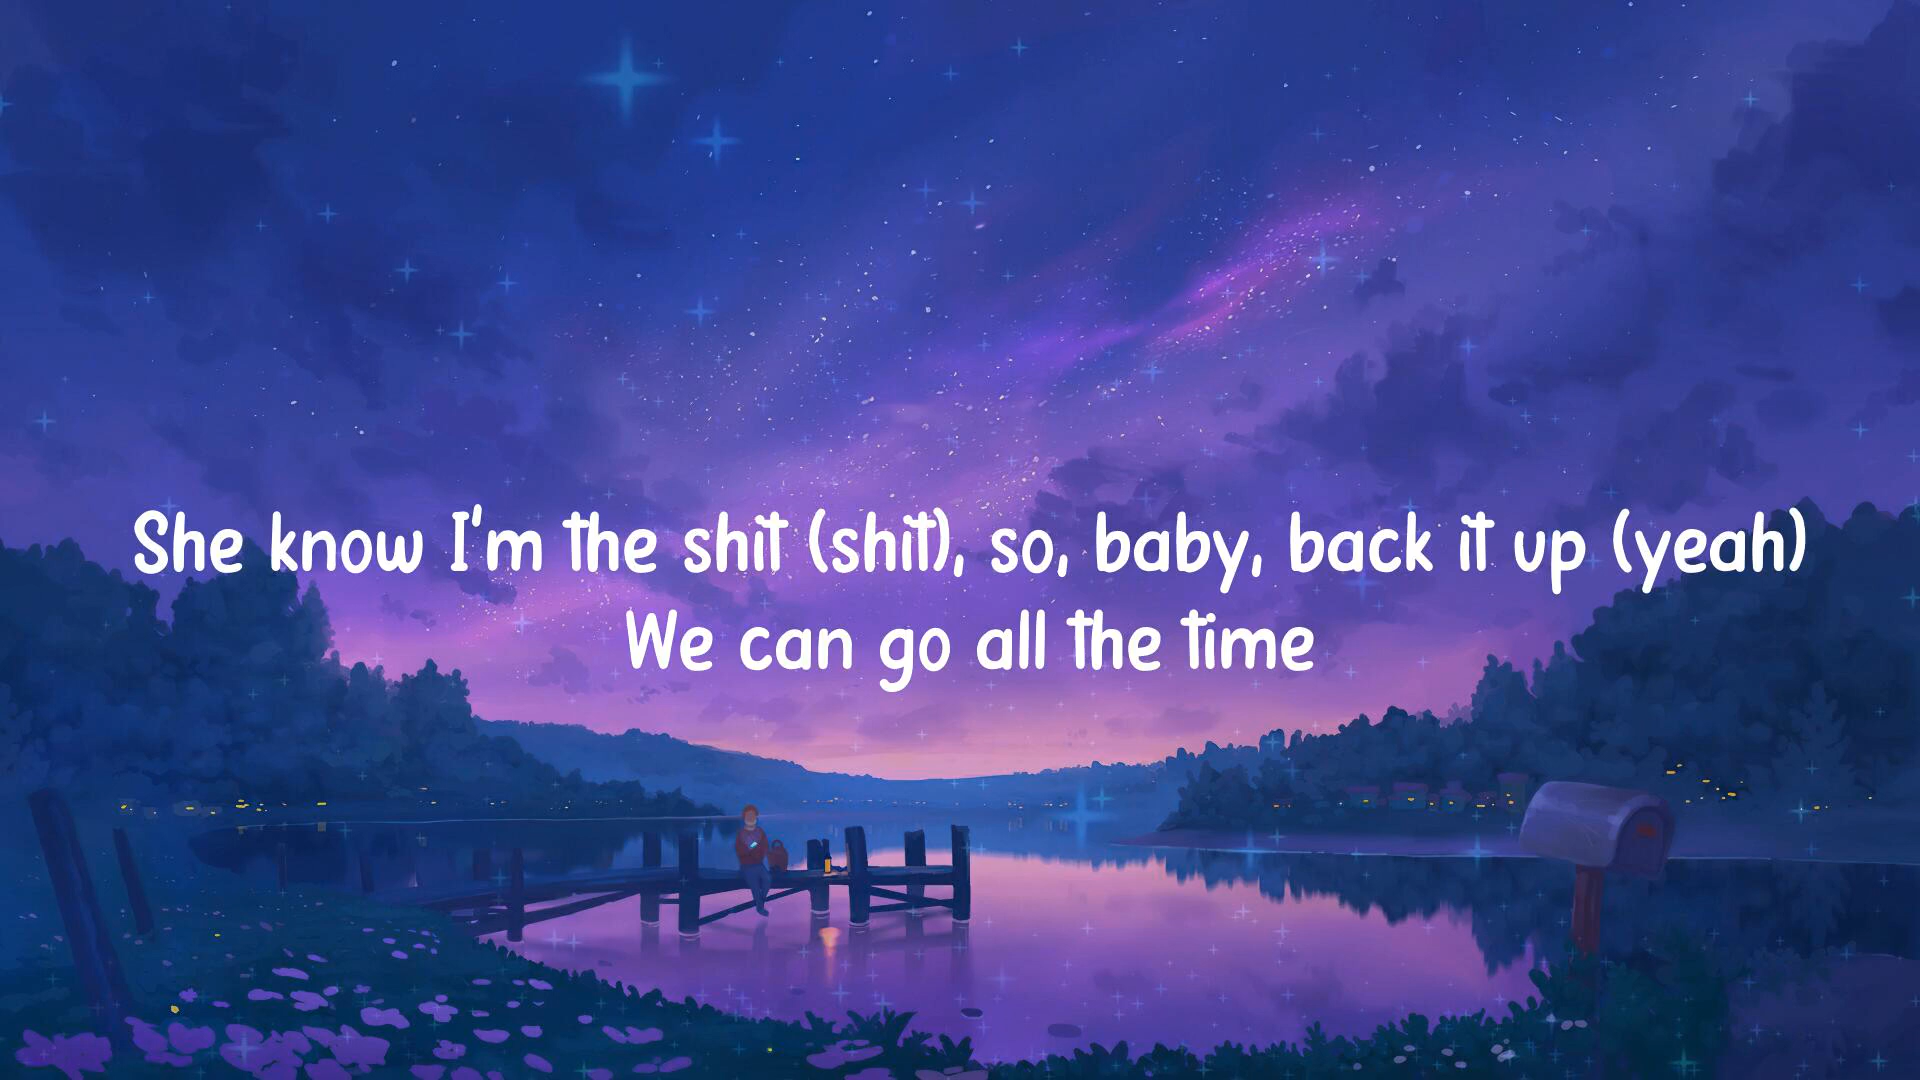 She know I'm the shit (shit), so, baby, back it up (yeah)
We can go all the time